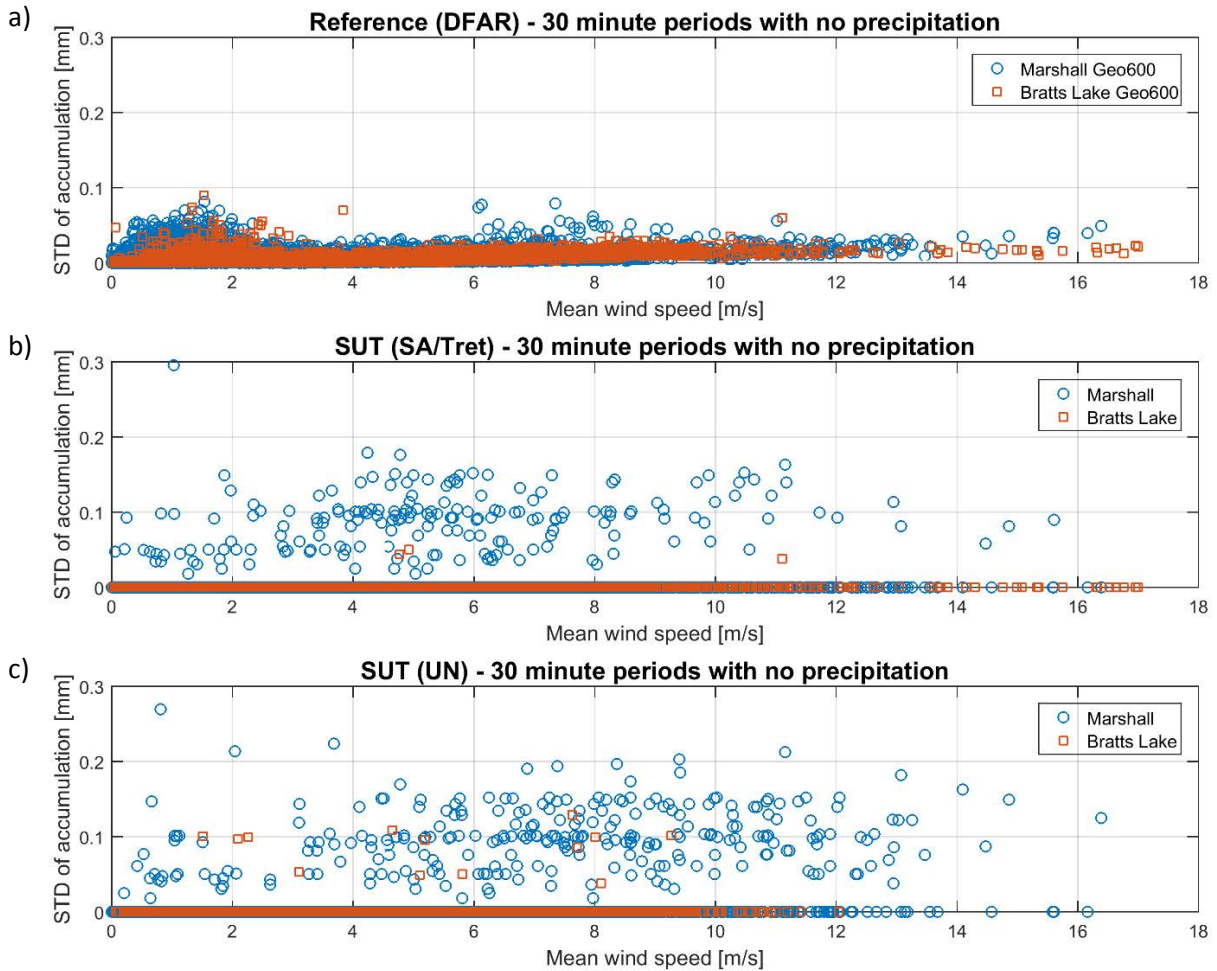 a)
Reference (DFAR) - 30 minute periods with no precipitation
0.3
0.2
0.1
0
STD of accumulation [mm]
Marshall Geo600
Bratts Lake Geo600
0 2 4 6 8 10 12 14 16 18
Mean wind speed [m/s]
b)
SUT (SA/Tret) - 30 minute periods with no precipitation
0.3
0.2
0.1
0
STD of accumulation [mm]
Marshall
Bratts Lake
0 2 4 6 8 10 12 14 16 18
Mean wind speed [m/s]
c)
SUT (UN) - 30 minute periods with no precipitation
0.3
0.2
0.1
0
STD of accumulation [mm]
Marshall
Bratts Lake
0 2 4 6 8 10 12 14 16 18
Mean wind speed [m/s]